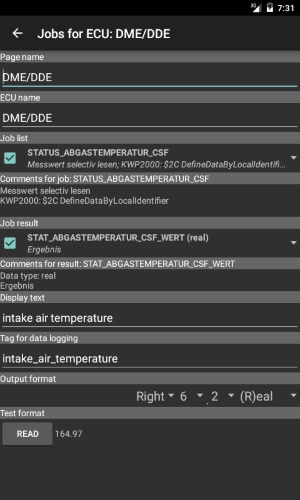 3G 7:31
Jobs for ECU: DME/DDE
Page name
DME/DDE
ECU name
DME/DDE
Job list
STATUS_ABGASTEMPERATUR_CSF
Messwert selectiv lesen; KWP2000: $2C DefineDataByLocalIdentifi...
Comments for job: STATUS_ABGASTEMPERATUR_CSF
Messwert selectiv lesen
KWP2000: $2C DefineDataByLocalIdentifier
Job result
STAT_ABGASTEMPERATUR_CSF_WERT (real)
Ergebnis
Comments for result: STAT_ABGASTEMPERATUR_CSF_WERT
Data type: real
Ergebnis
Display text
intake air temperature
Tag for data logging
intake_air_temperature
Output format
Right 6 . 2 (R)eal
Test format
READ 164.97